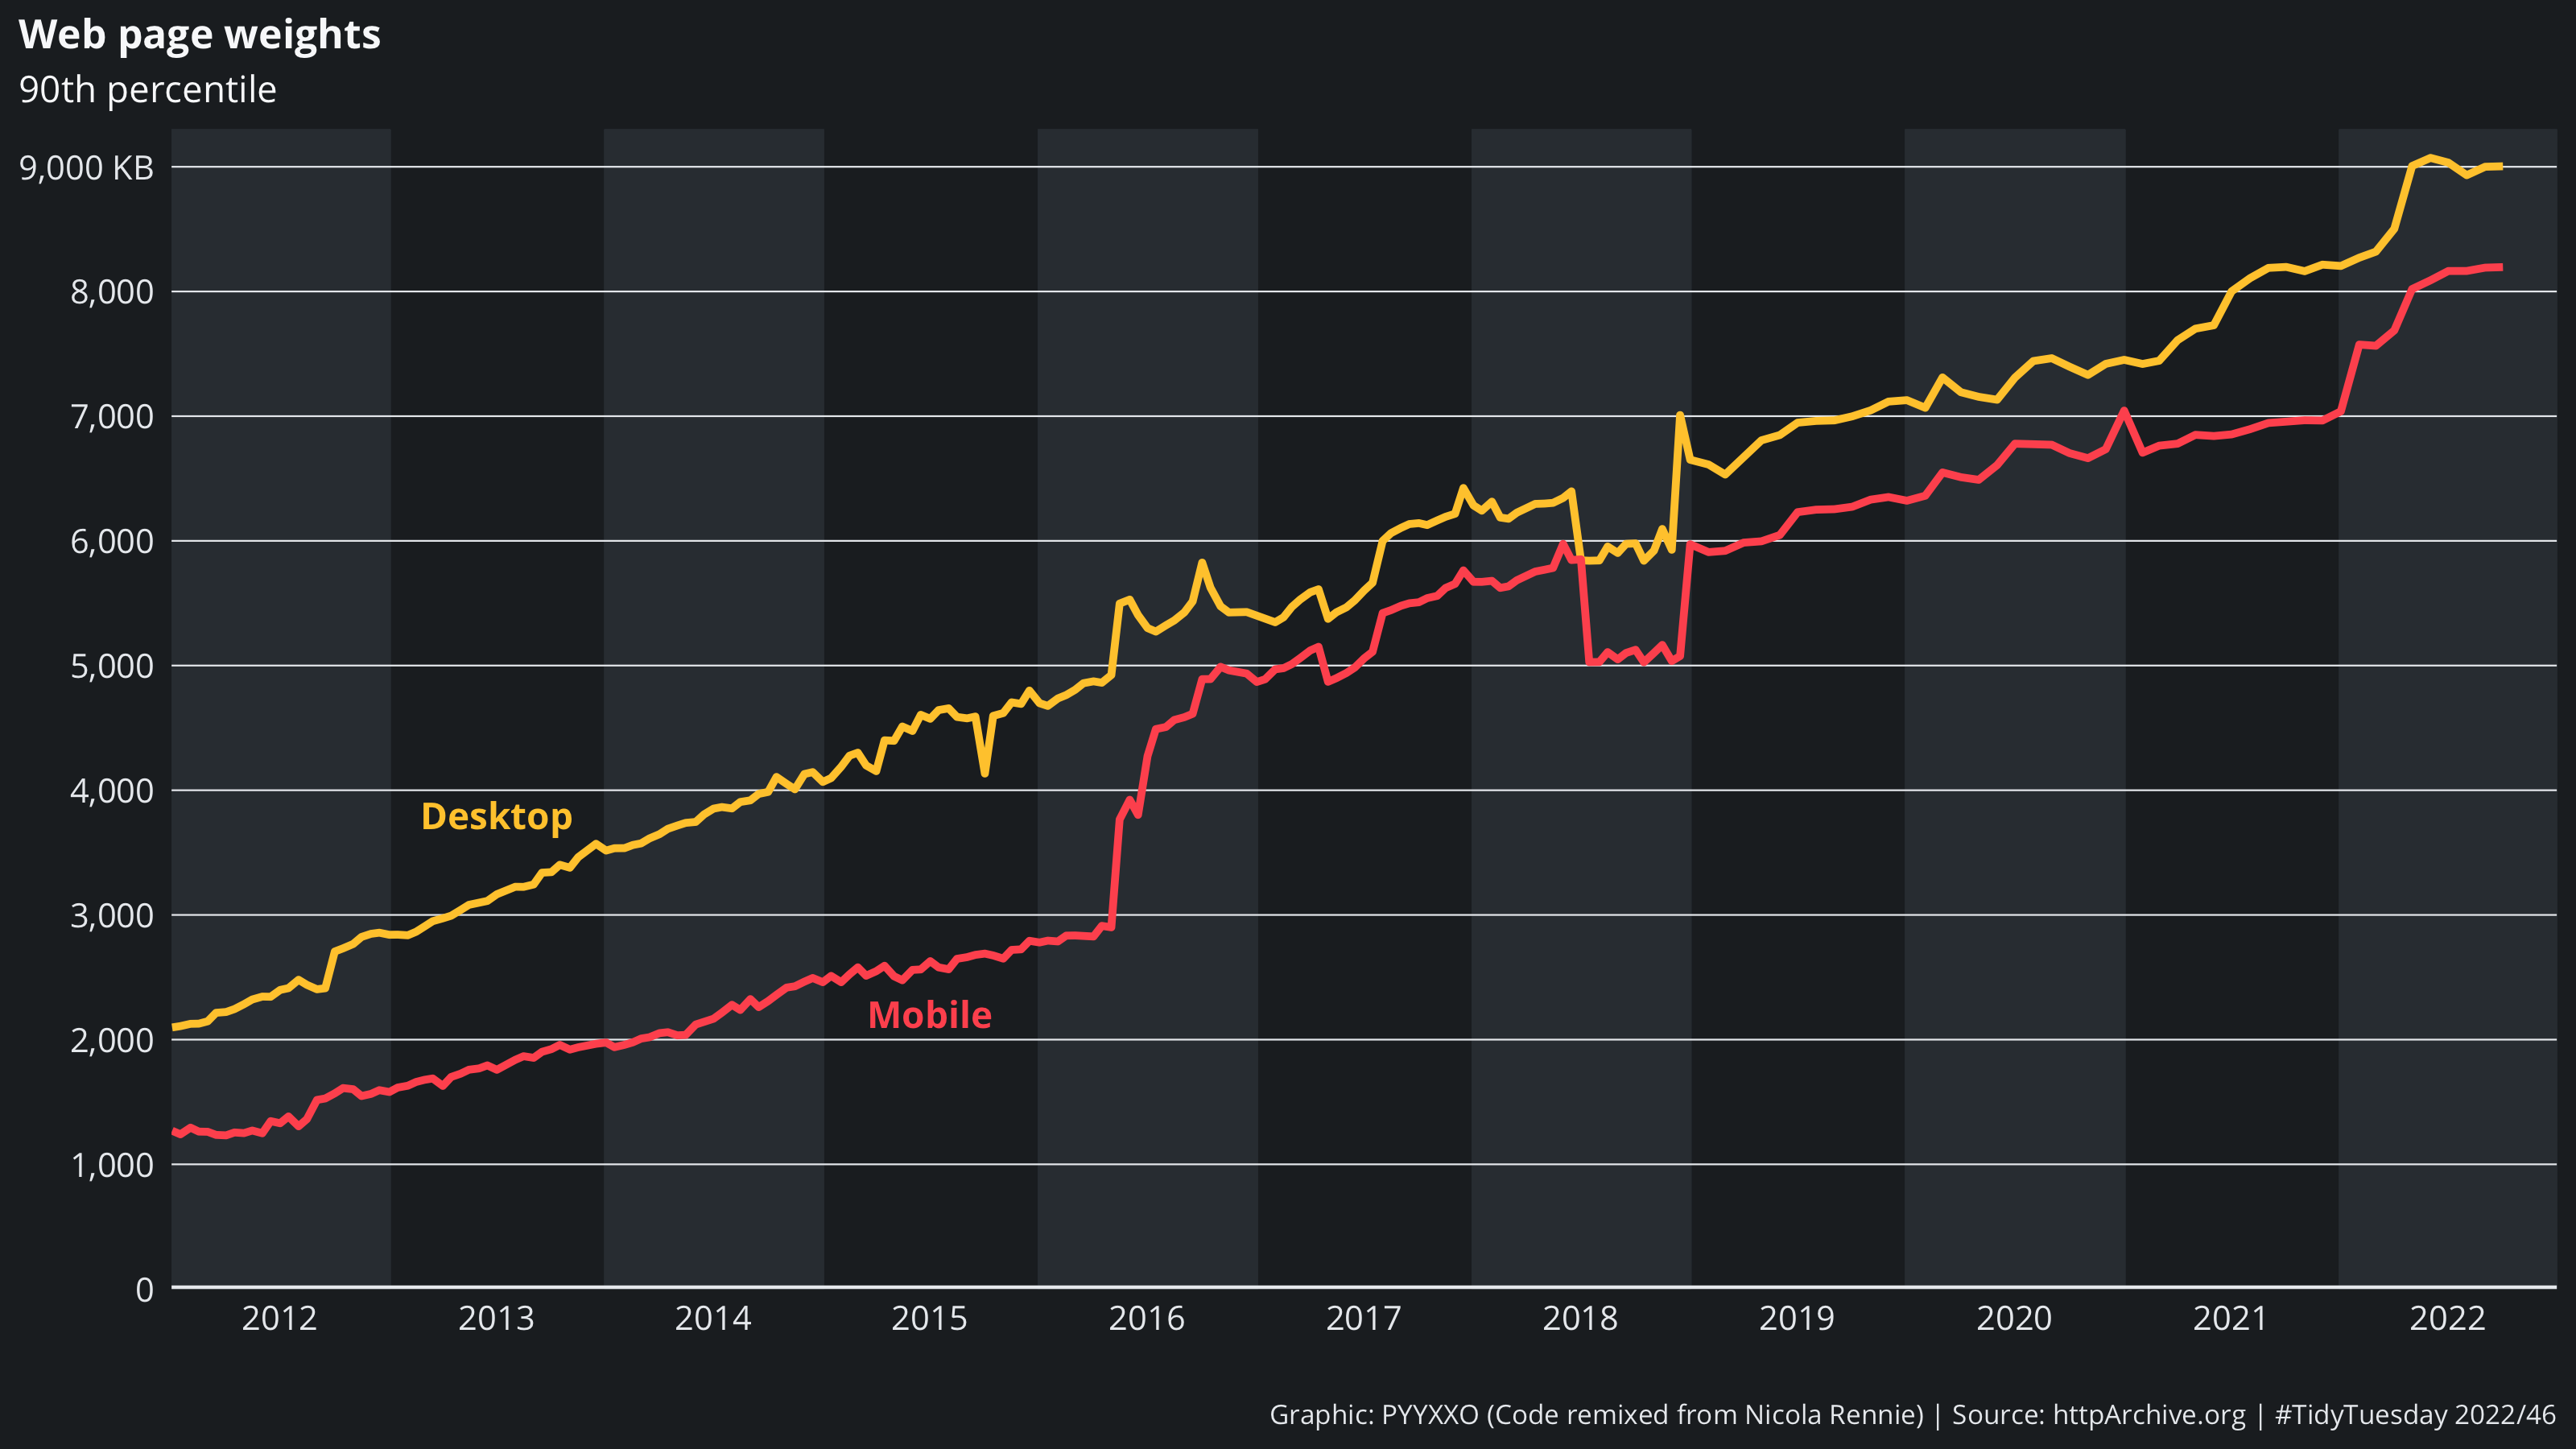 Web page weights
90th percentile
9,000 KB
8,000
7,000
6,000
5,000
4,000
Desktop
3,000
Mobile
2,000
1,000
0
2012 2013 2014 2015 2016 2017 2018 2019 2020 2021 2022
Graphic: PYYXXO (Code remixed from Nicola Rennie) | Source: httpArchive.org | #TidyTuesday 2022/46